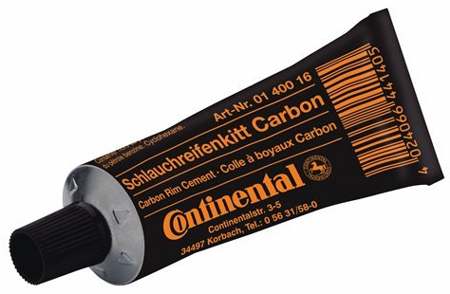 Art-Nr. 01 400 16
Schlauchreifenkitt Carbon
Carbon Rim Cement · Colle à boyaux Carbon
Continental
Continentalstr. 3-5
34497 Korbach, Tel.: 0 56 31/58-0
4 024066 441405
Cyclohexane.